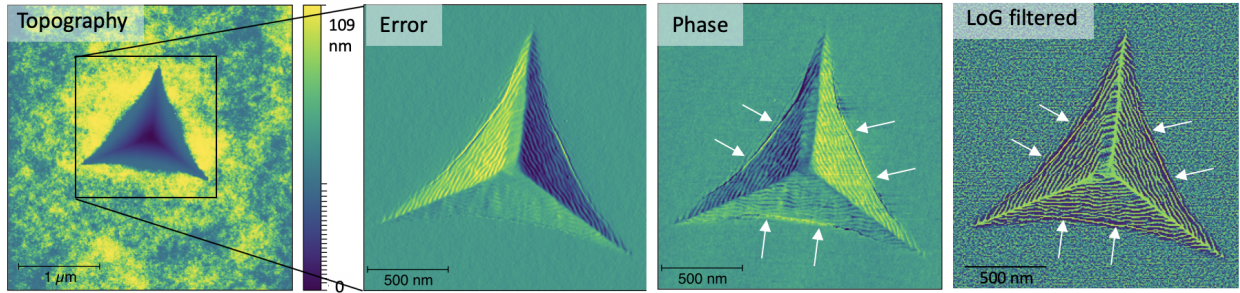 Topography
109
nm
0
1 µm
Error
500 nm
Phase
500 nm
LoG filtered
500 nm